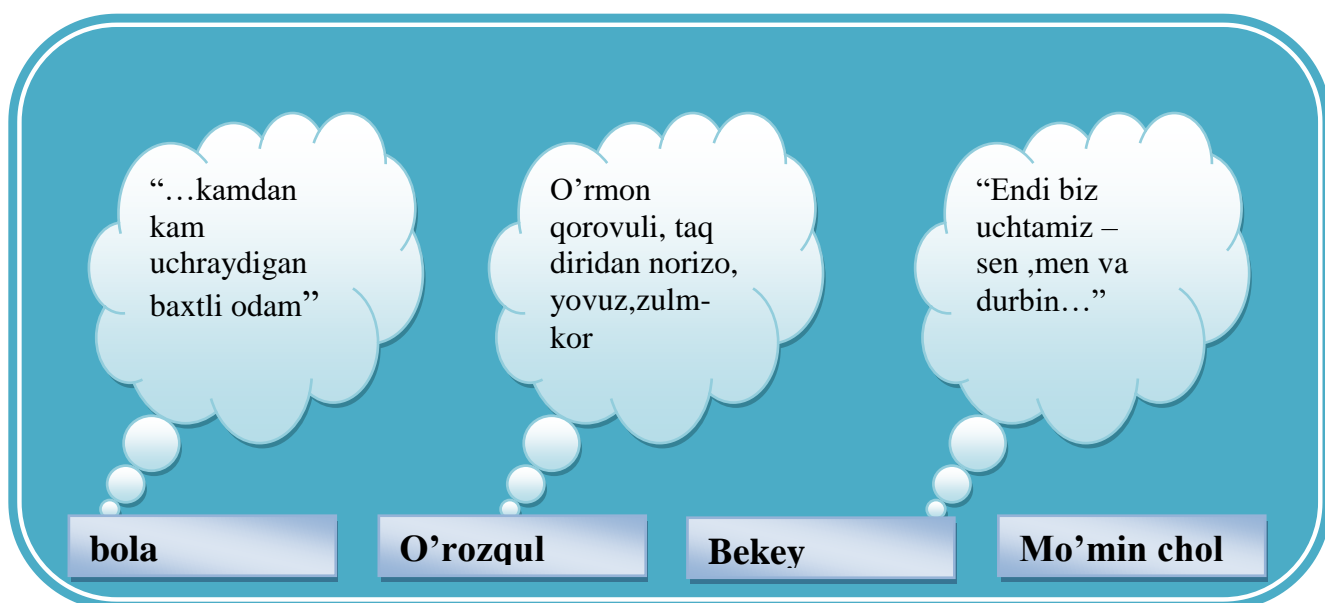 “…kamdan
kam
uchraydigan
baxtli odam”
O’rmon
qorovuli, taq
diridan norizo,
yovuz,zulm-
kor
“Endi biz
uchtamiz –
sen ,men va
durbin…”
bola
O’rozqul
Bekey
Mo’min chol